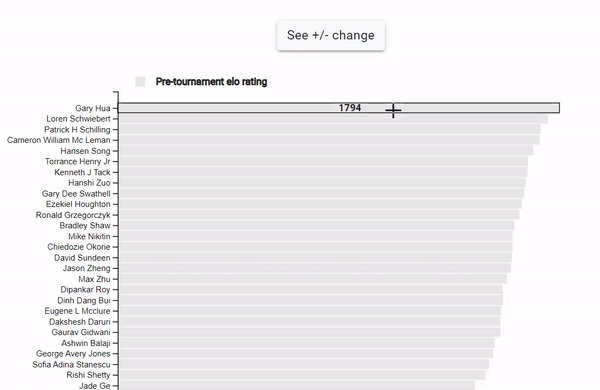 See +/- change
Pre-tournament elo rating
Gary Hua
1794
Loren Schwiebert
Patrick H Schilling
Cameron William Mc Leman
Hansen Song
Torrance Henry Jr
Kenneth J Tack
Hanshi Zuo
Gary Dee Swathell
Ezekiel Houghton
Ronald Grzegorczyk
Bradley Shaw
Mike Nikitin
Chiedozie Okorie
David Sundeen
Jason Zheng
Max Zhu
Dipankar Roy
Dinh Dang Bui
Eugene L Mcclure
Dakshesh Daruri
Gaurav Gidwani
Ashwin Balaji
George Avery Jones
Sofia Adina Stanescu
Rishi Shetty
Jade Ge